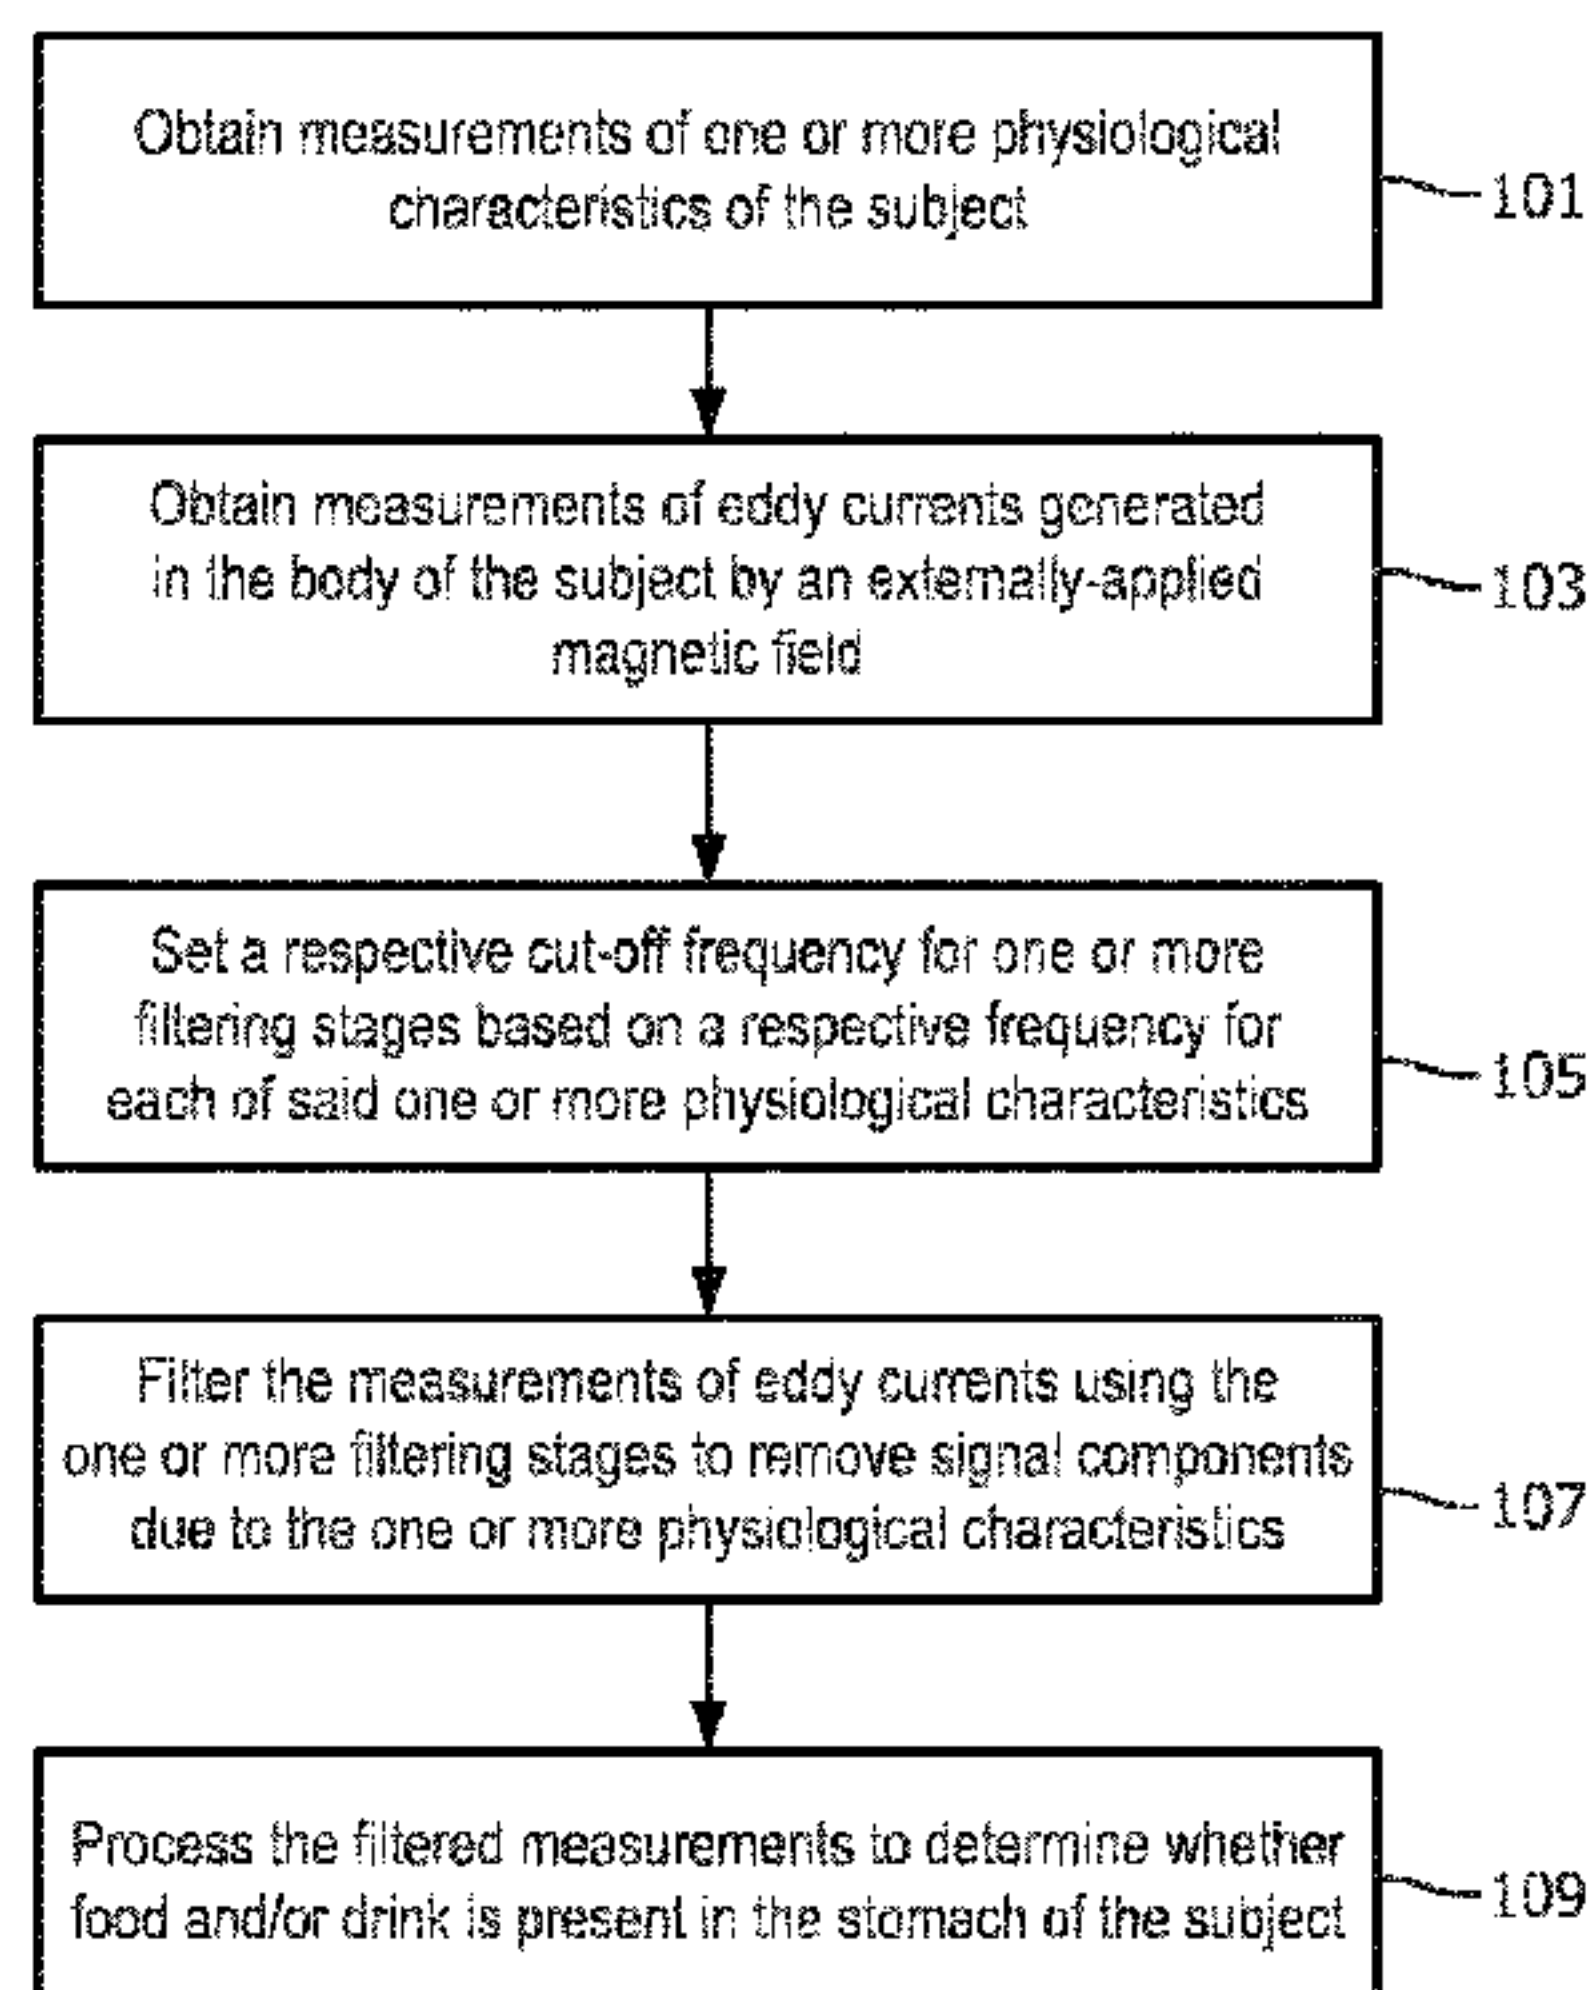 Obtain measurements of one or more physiological
characteristics of the subject
101
Obtain measurements of eddy currents generated
in the body of the subject by an externally-applied
magnetic field
103
Set a respective cut-off frequency for one or more
filtering stages based on a respective frequency for
each of said one or more physiological characteristics
105
Filter the measurements of eddy currents using the
one or more filtering stages to remove signal components
due to the one or more physiological characteristics
107
Process the filtered measurements to determine whether
food and/or drink is present in the stomach of the subject
109